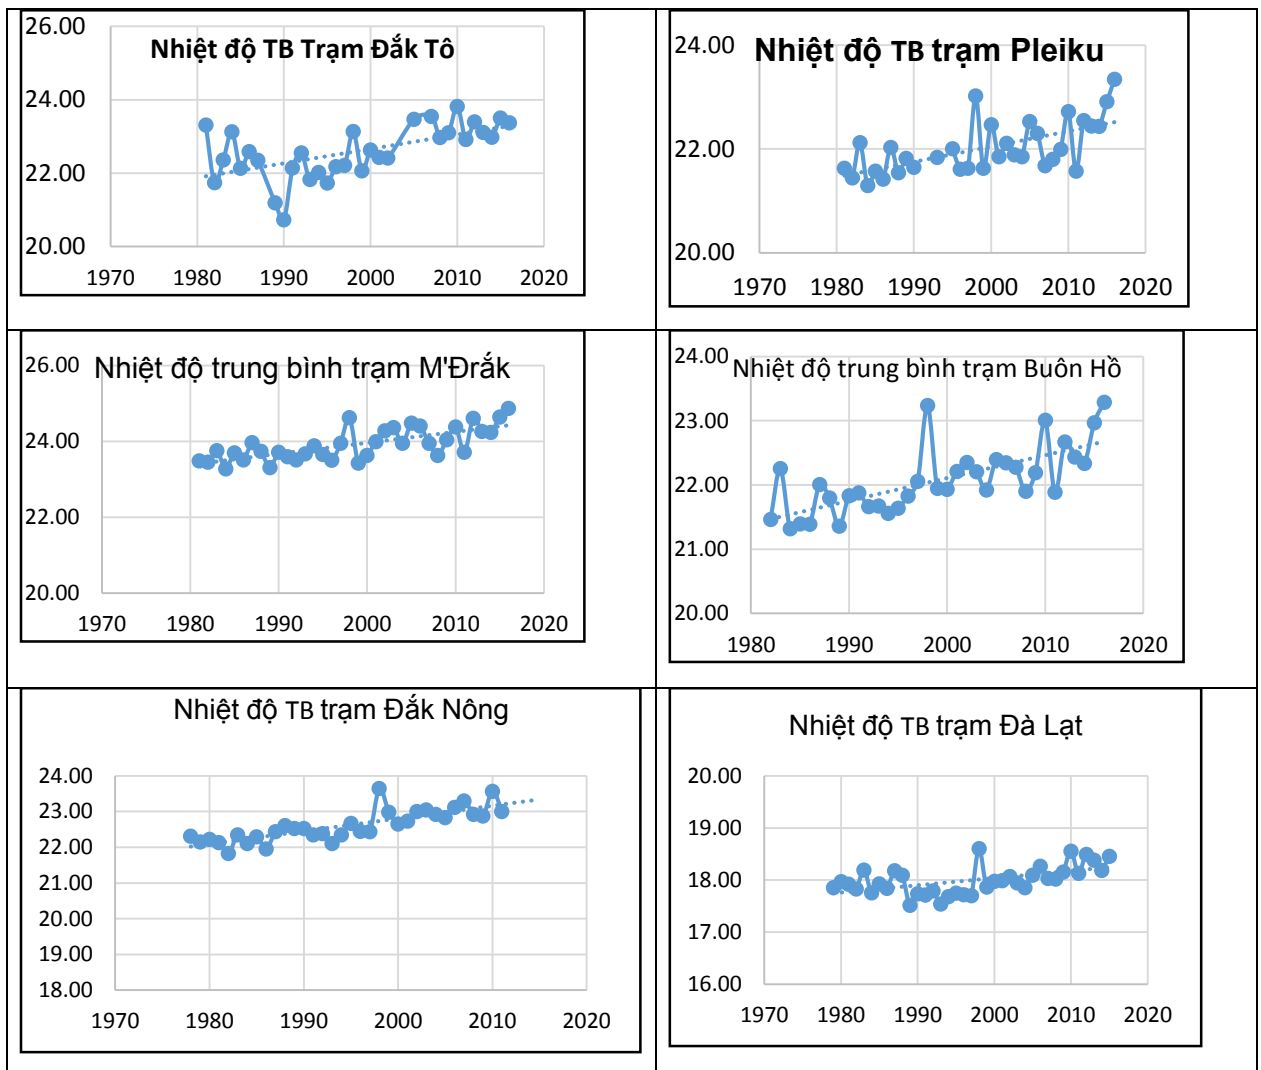 Nhiệt độ TB Trạm Đắk Tô
26.00
24.00
22.00
20.00
1970 1980 1990 2000 2010 2020
Nhiệt độ TB trạm Pleiku
24.00
22.00
20.00
1970 1980 1990 2000 2010 2020
Nhiệt độ trung bình trạm M'Đrắk
26.00
24.00
22.00
20.00
1970 1980 1990 2000 2010 2020
Nhiệt độ trung bình trạm Buôn Hồ
24.00
23.00
22.00
21.00
20.00
1980 1990 2000 2010 2020
Nhiệt độ TB trạm Đắk Nông
24.00
23.00
22.00
21.00
20.00
19.00
18.00
1970 1980 1990 2000 2010 2020
Nhiệt độ TB trạm Đà Lạt
20.00
19.00
18.00
17.00
16.00
1970 1980 1990 2000 2010 2020